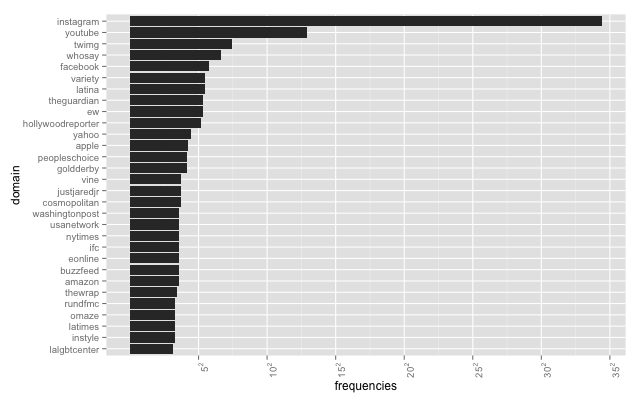 instagram
youtube
twimg
whosay
facebook
variety
latina
theguardian
ew
hollywoodreporter
yahoo
apple
peopleschoice
goldderby
vine
justjaredjr
cosmopolitan
washingtonpost
usanetwork
nytimes
ifc
eonline
buzzfeed
amazon
thewrap
rundfmc
omaze
latimes
instyle
lalgbtcenter
domain
5²
10²
15²
20²
25²
30²
35²
frequencies